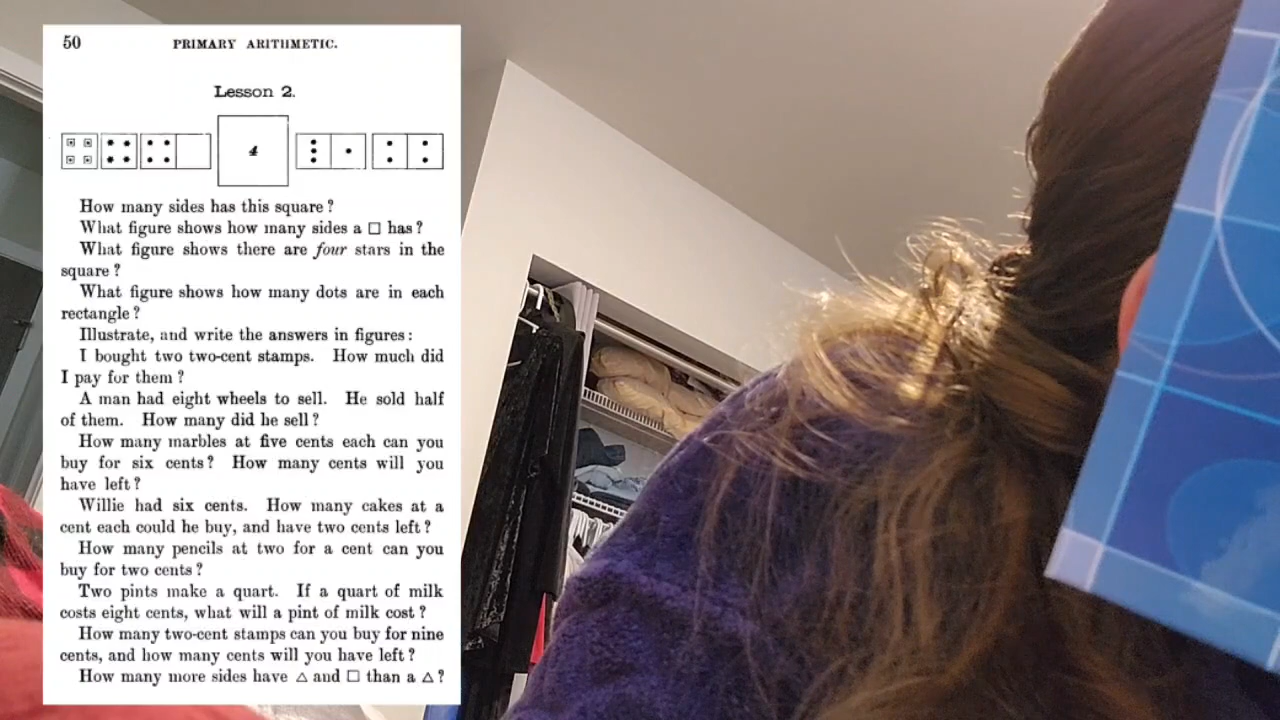 50 PRIMARY ARITHMETIC.
Lesson 2.
4
How many sides has this square?
What figure shows how many sides a □ has?
What figure shows there are four stars in the
square?
What figure shows how many dots are in each
rectangle?
Illustrate, and write the answers in figures:
I bought two two-cent stamps. How much did
I pay for them?
A man had eight wheels to sell. He sold half
of them. How many did he sell?
How many marbles at five cents each can you
buy for six cents? How many cents will you
have left?
Willie had six cents. How many cakes at a
cent each could he buy, and have two cents left?
How many pencils at two for a cent can you
buy for two cents?
Two pints make a quart. If a quart of milk
costs eight cents, what will a pint of milk cost?
How many two-cent stamps can you buy for nine
cents, and how many cents will you have left?
How many more sides have △ and □ than a △?